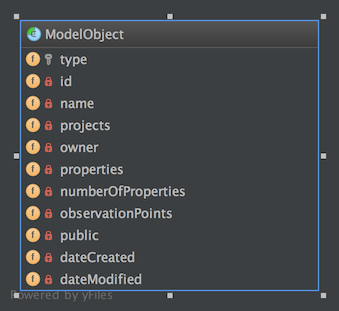 ModelObject
type
id
name
projects
owner
properties
numberOfProperties
observationPoints
public
dateCreated
dateModified
Powered by yFiles